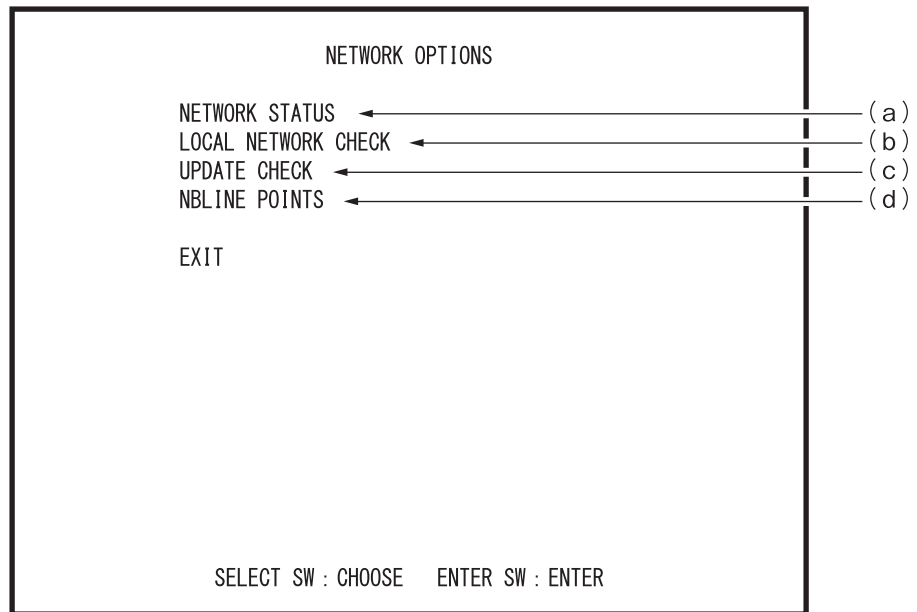 NETWORK OPTIONS
NETWORK STATUS (a)
LOCAL NETWORK CHECK (b)
UPDATE CHECK (c)
NBLINE POINTS (d)
EXIT
SELECT SW : CHOOSE ENTER SW : ENTER